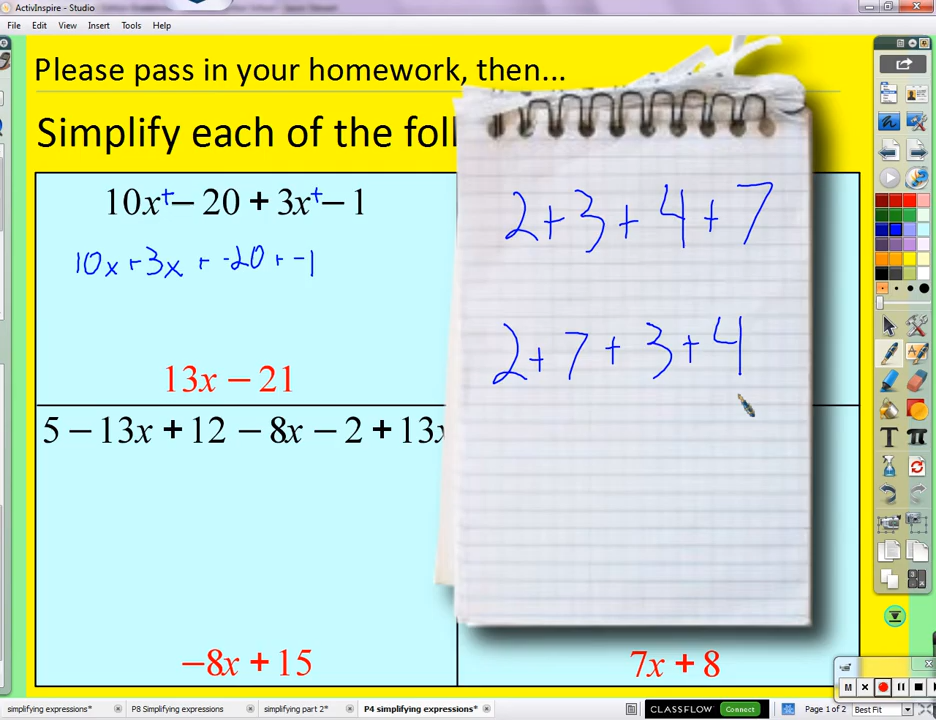 ActivInspire - Studio
File Edit View Insert Tools Help
Please pass in your homework, then...
Simplify each of the fol
10x + − 20 + 3x + − 1
10x + 3x + -20 + -1
13x − 21
5 − 13x + 12 − 8x − 2 + 13x
−8x + 15
7x + 8
2 + 3 + 4 + 7
2 + 7 + 3 + 4
T π
M
simplifying expressions* P8 Simplifying expressions simplifying part 2* P4 simplifying expressions* CLASSFLOW Connect Page 1 of 2 Best Fit